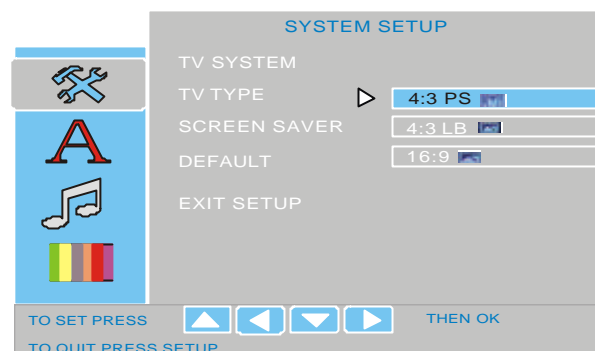 SYSTEM SETUP
TV SYSTEM
TV TYPE 4:3 PS
SCREEN SAVER 4:3 LB
DEFAULT 16:9
EXIT SETUP
A
TO SET PRESS THEN OK
TO QUIT PRESS SETUP